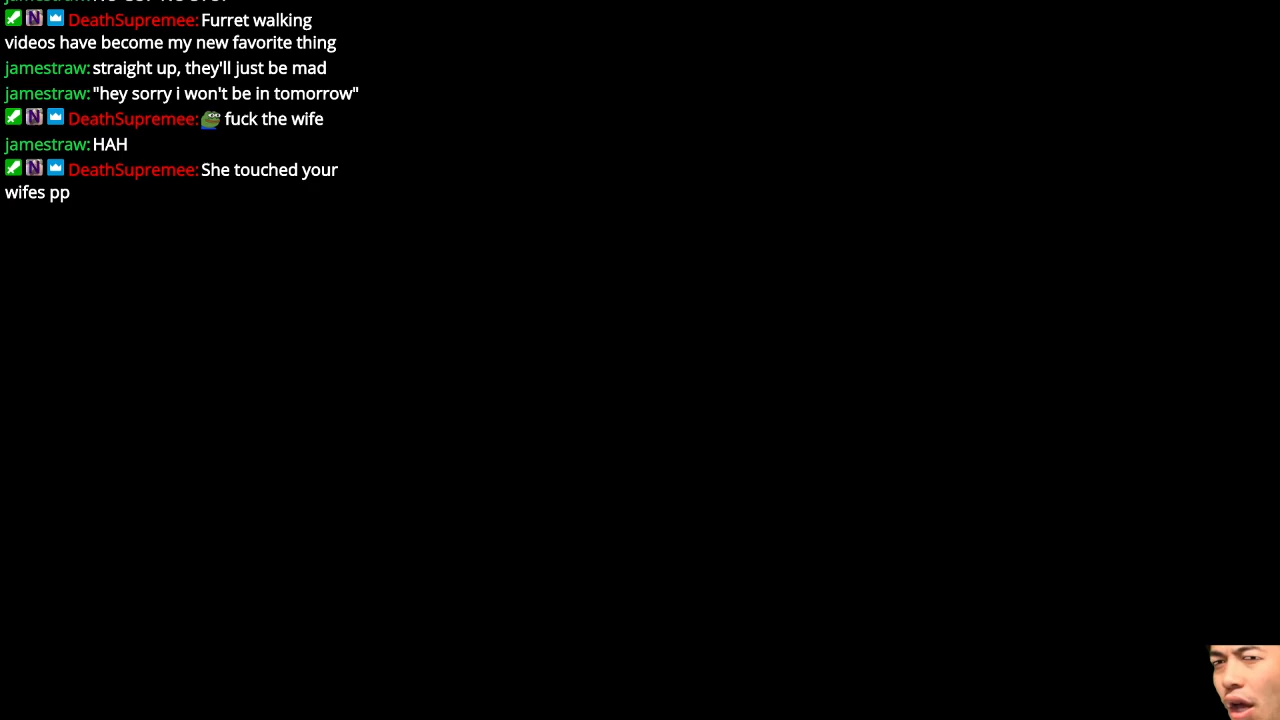 DeathSupremee: Furret walking
videos have become my new favorite thing
jamestraw: straight up, they'll just be mad
jamestraw: "hey sorry i won't be in tomorrow"
DeathSupremee: fuck the wife
jamestraw: HAH
DeathSupremee: She touched your
wifes pp